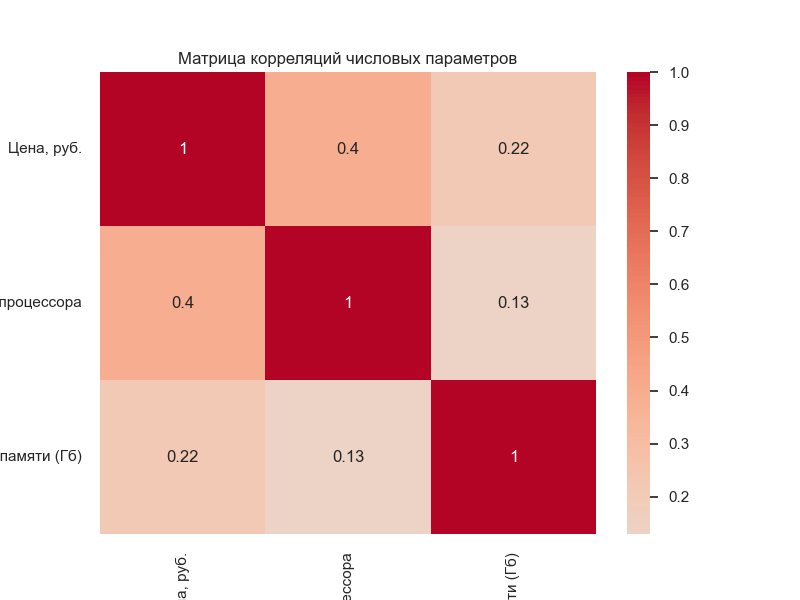 Матрица корреляций числовых параметров
Цена, руб.
1
0.4
0.22
процессора
0.4
1
0.13
памяти (Гб)
0.22
0.13
1
1.0
0.9
0.8
0.7
0.6
0.5
0.4
0.3
0.2
а, руб.
ессора
ти (Гб)